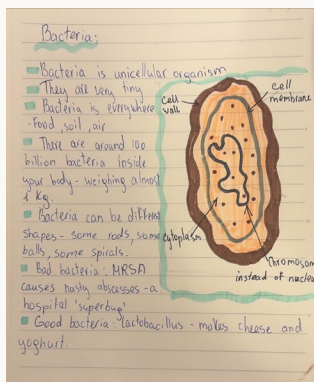 Bacteria:
Bacteria is unicellular organism
They are very tiny
Bacteria is everywhere
-food, soil, air
There are around 100
billion bacteria inside
your body - weighing almost
1 kg.
Bacteria can be different
shapes - some rods, some
balls, some spirals.
Bad bacteria: MRSA
causes nasty abscesses - a
hospital 'superbug'
Good bacteria: Lactobacillus - makes cheese and
yoghurt.
cell
wall
cell
membrane
cytoplasm
chromosom
instead of nucleu